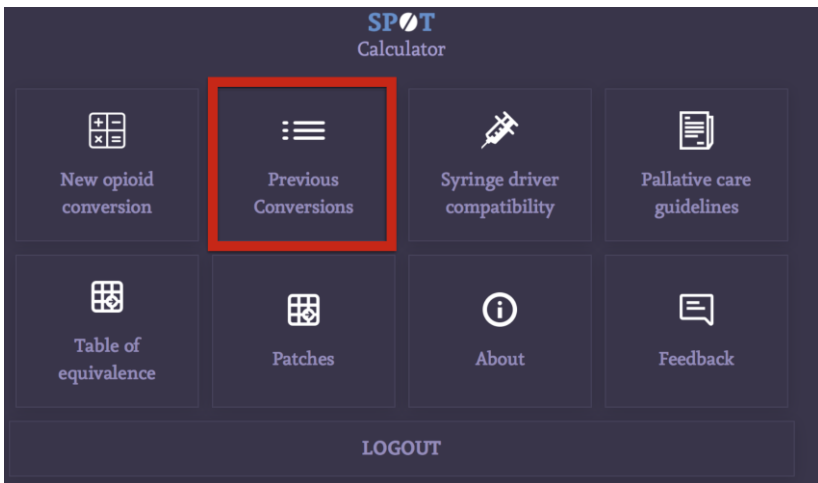 SPOT
Calculator
New opioid
conversion
Previous
Conversions
Syringe driver
compatibility
Pallative care
guidelines
Table of
equivalence
Patches
About
Feedback
LOGOUT